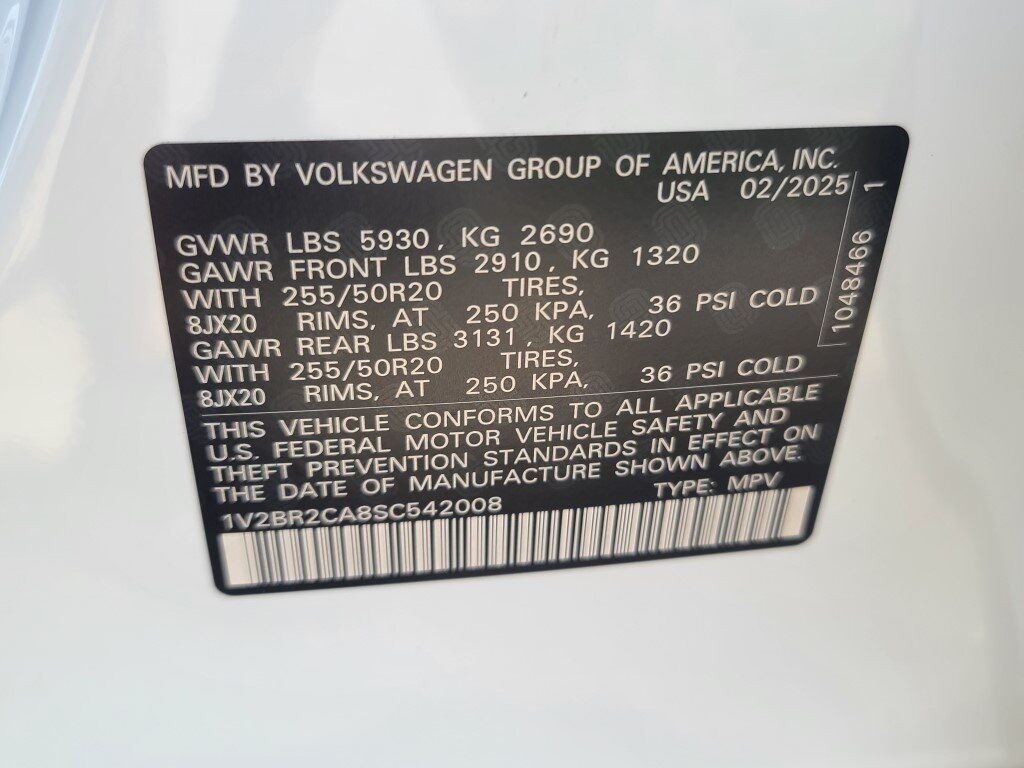 MFD BY VOLKSWAGEN GROUP OF AMERICA, INC.
USA 02/2025
GVWR LBS 5930, KG 2690
GAWR FRONT LBS 2910, KG 1320
WITH 255/50R20 TIRES,
8JX20 RIMS, AT 250 KPA, 36 PSI COLD
GAWR REAR LBS 3131, KG 1420
WITH 255/50R20 TIRES,
8JX20 RIMS, AT 250 KPA, 36 PSI COLD
THIS VEHICLE CONFORMS TO ALL APPLICABLE
U.S. FEDERAL MOTOR VEHICLE SAFETY AND
THEFT PREVENTION STANDARDS IN EFFECT ON
THE DATE OF MANUFACTURE SHOWN ABOVE.
1V2BR2CA8SC542008 TYPE: MPV
1048466 1